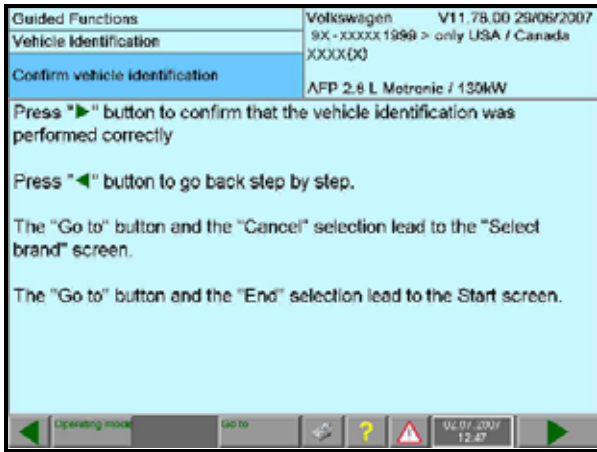 Guided Functions
Volkswagen V11.78.00 29/06/2007
Vehicle Identification
9X-xxxxx 1999 > only USA / Canada
XXXX(X)
Confirm vehicle identification
AFP 2.8 L Motronic / 130kW
Press "▶" button to confirm that the vehicle identification was
performed correctly
Press "◀" button to go back step by step.
The "Go to" button and the "Cancel" selection lead to the "Select
brand" screen.
The "Go to" button and the "End" selection lead to the Start screen.
Operating mode
Go to
?
02.07.2007
12:47